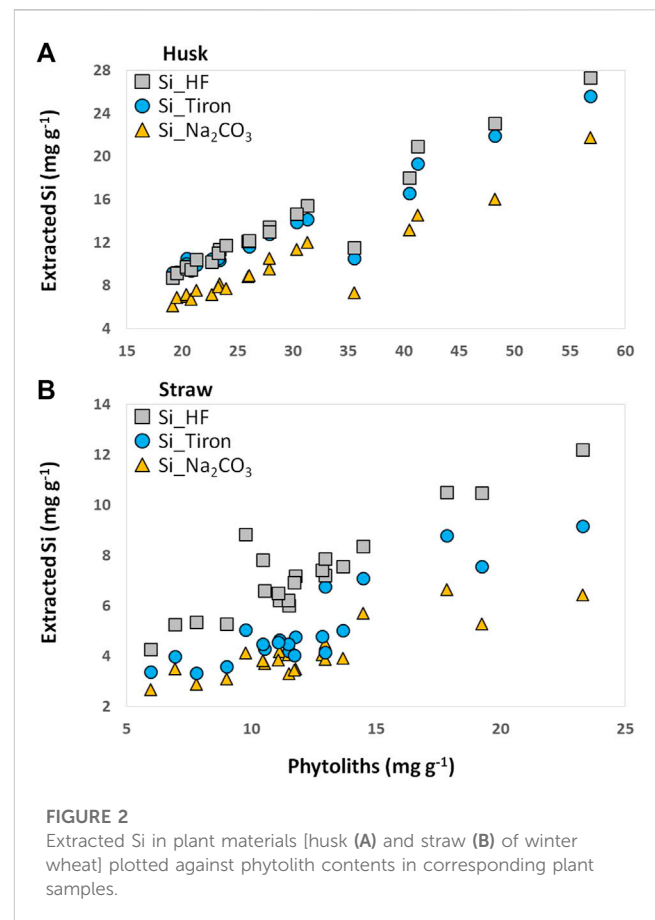 A
Husk
Si_HF
Si_Tiron
Si_Na₂CO₃
Extracted Si (mg g⁻¹)
28
24
20
16
12
8
4
15 20 25 30 35 40 45 50 55 60
B
Straw
Si_HF
Si_Tiron
Si_Na₂CO₃
Extracted Si (mg g⁻¹)
14
12
10
8
6
4
2
5 10 15 20 25
Phytoliths (mg g⁻¹)
FIGURE 2
Extracted Si in plant materials [husk (A) and straw (B) of winter
wheat] plotted against phytolith contents in corresponding plant
samples.